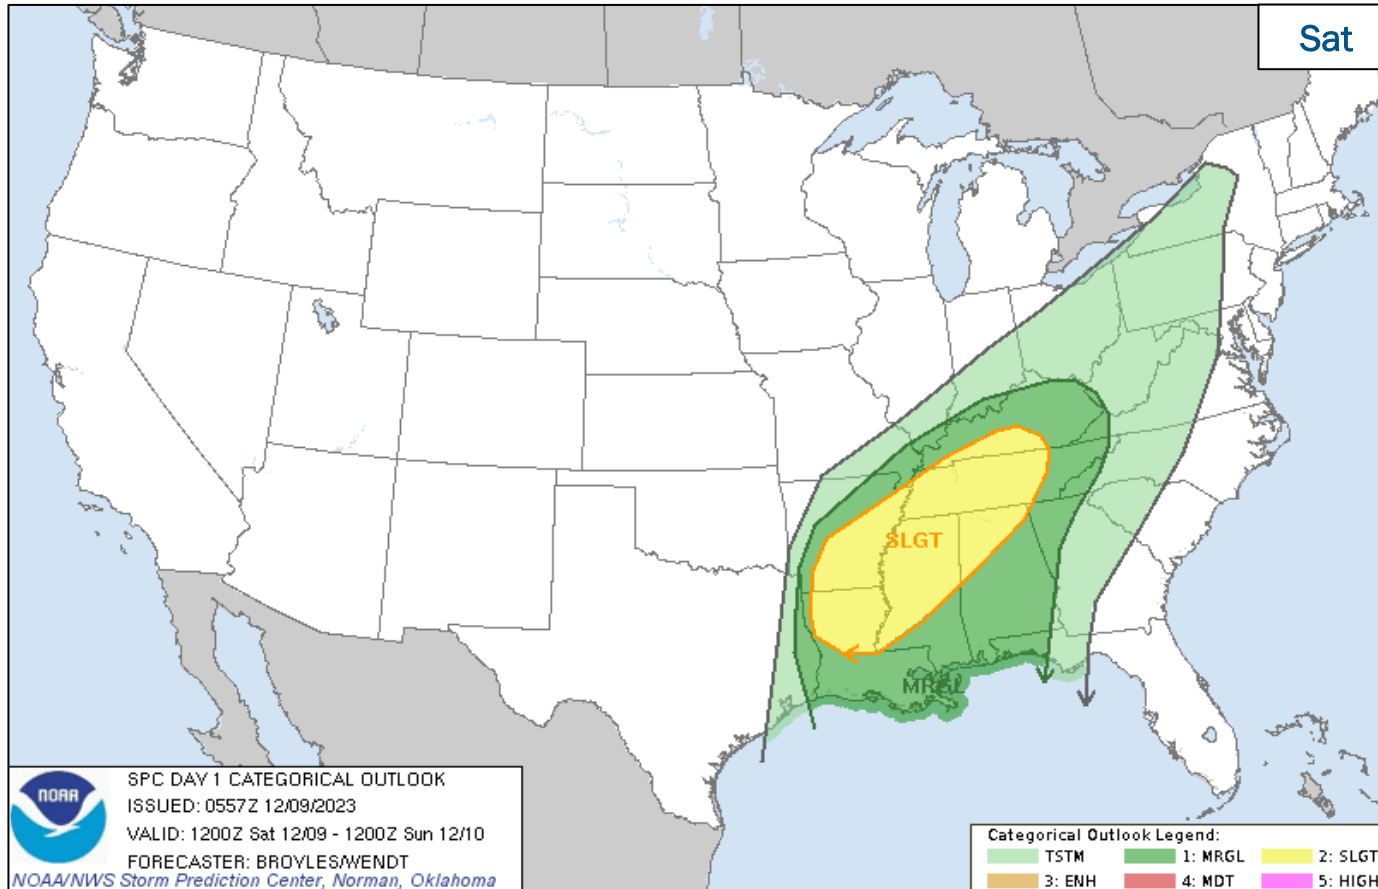 Sat
SLGT
MRGL
NOAA
SPC DAY 1 CATEGORICAL OUTLOOK
ISSUED: 0557Z 12/09/2023
VALID: 1200Z Sat 12/09 - 1200Z Sun 12/10
FORECASTER: BROYLES/WENDT
NOAA/NWS Storm Prediction Center, Norman, Oklahoma
Categorical Outlook Legend:
TSTM 1: MRGL 2: SLGT
3: ENH 4: MDT 5: HIGH